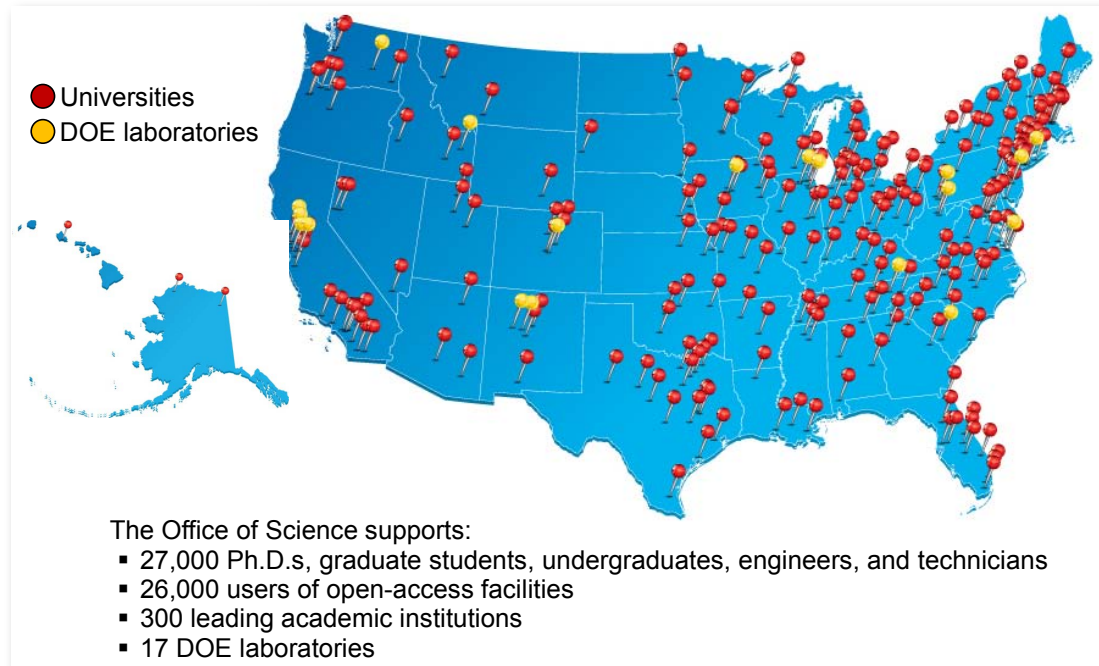 Universities
DOE laboratories
The Office of Science supports:
▪ 27,000 Ph.D.s, graduate students, undergraduates, engineers, and technicians
▪ 26,000 users of open-access facilities
▪ 300 leading academic institutions
▪ 17 DOE laboratories